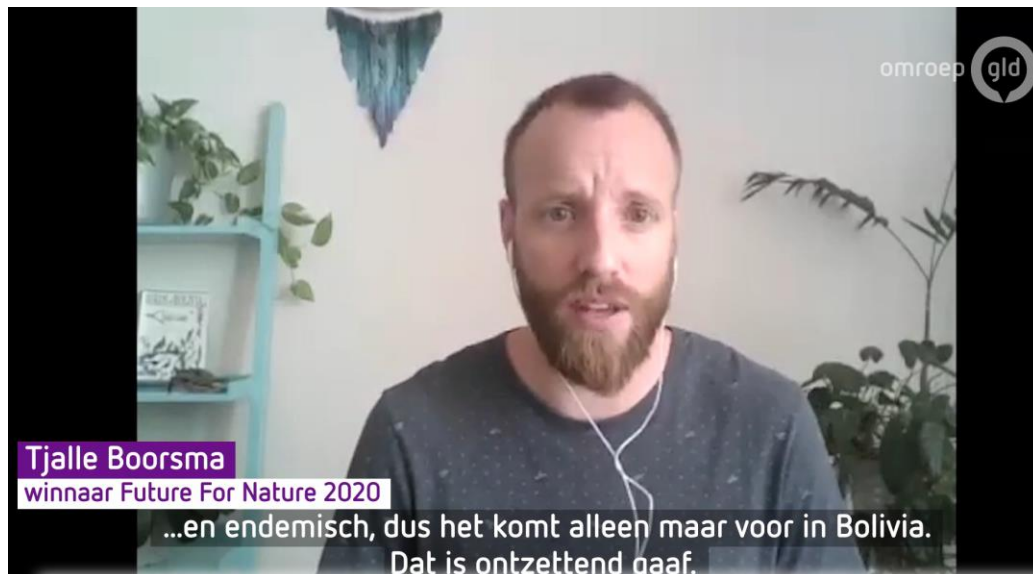 omroep gld
Tjalle Boorsma
winnaar Future For Nature 2020
...en endemisch, dus het komt alleen maar voor in Bolivia.
Dat is ontzettend gaaf.